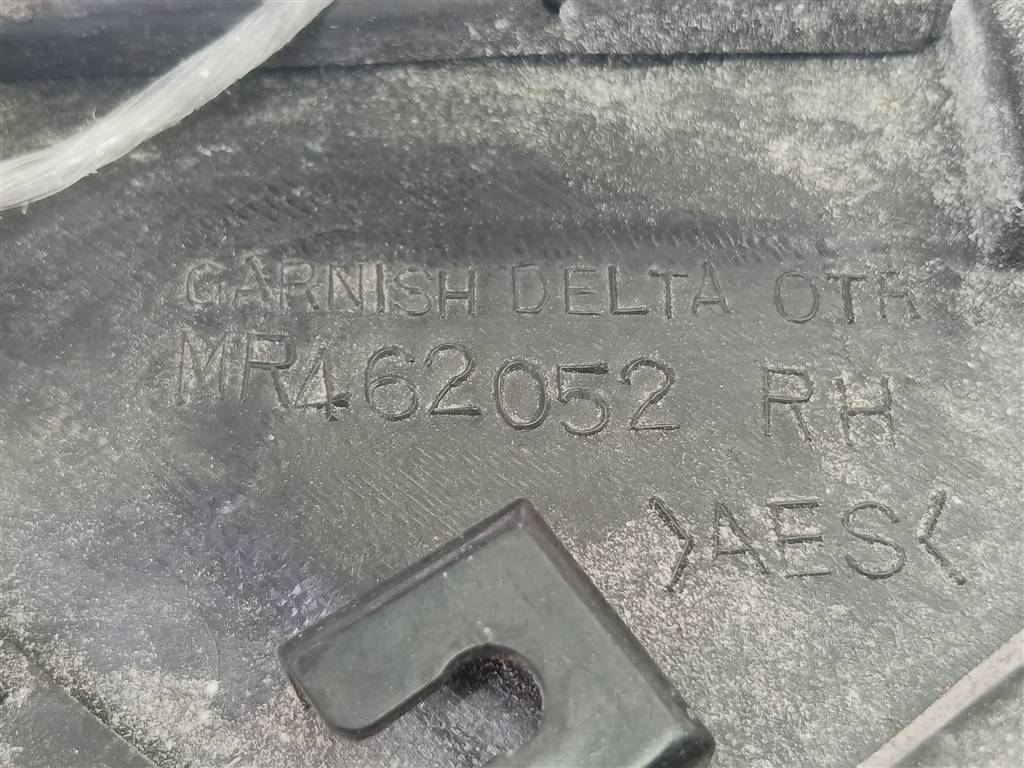 GARNISH DELTA OTR
MR462052 RH
>AES<